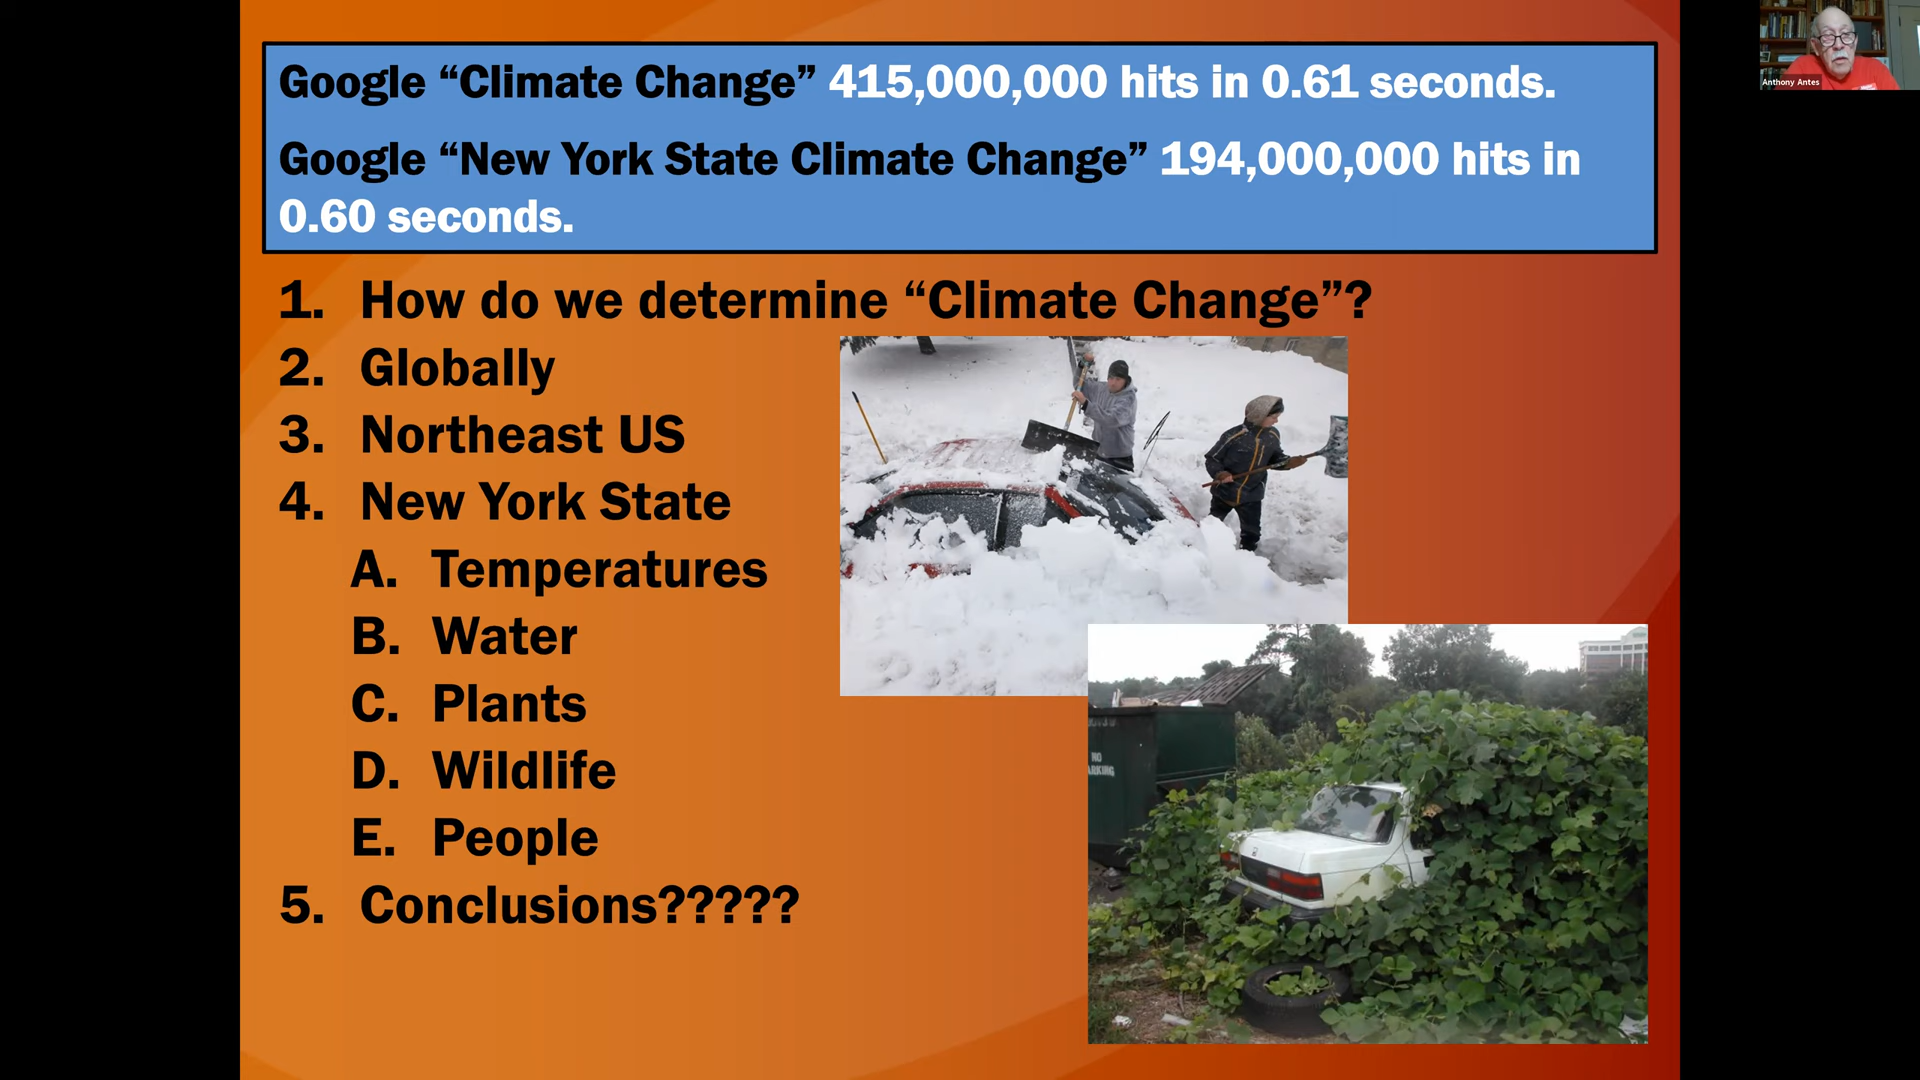 Google “Climate Change” 415,000,000 hits in 0.61 seconds.
Google “New York State Climate Change” 194,000,000 hits in
0.60 seconds.
1. How do we determine “Climate Change”?
2. Globally
3. Northeast US
4. New York State
A. Temperatures
B. Water
C. Plants
D. Wildlife
E. People
5. Conclusions?????
NO
ARKING
Anthony Antes